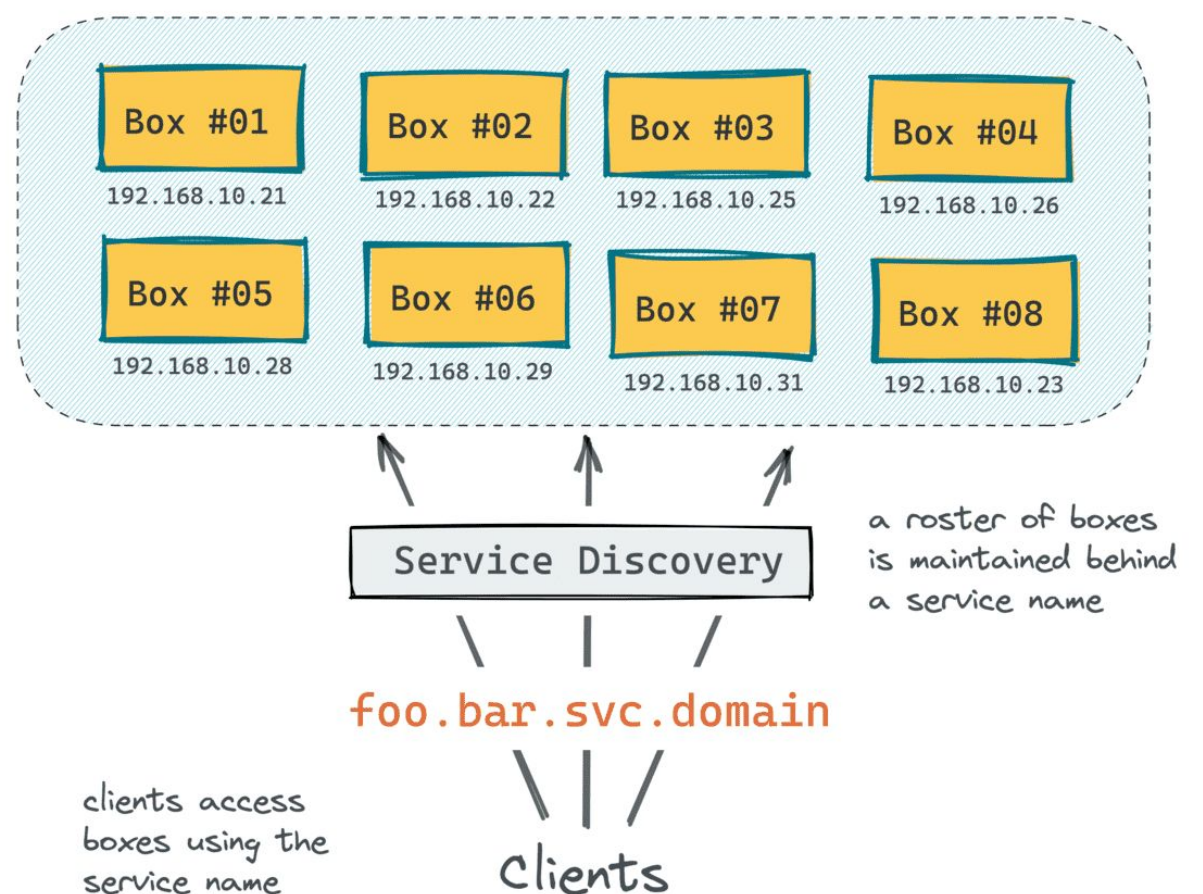 Box #01
Box #02
Box #03
Box #04
192.168.10.21
192.168.10.22
192.168.10.25
192.168.10.26
Box #05
Box #06
Box #07
Box #08
192.168.10.28
192.168.10.29
192.168.10.31
192.168.10.23
Service Discovery
a roster of boxes
is maintained behind
a service name
foo.bar.svc.domain
clients access
boxes using the
service name
Clients